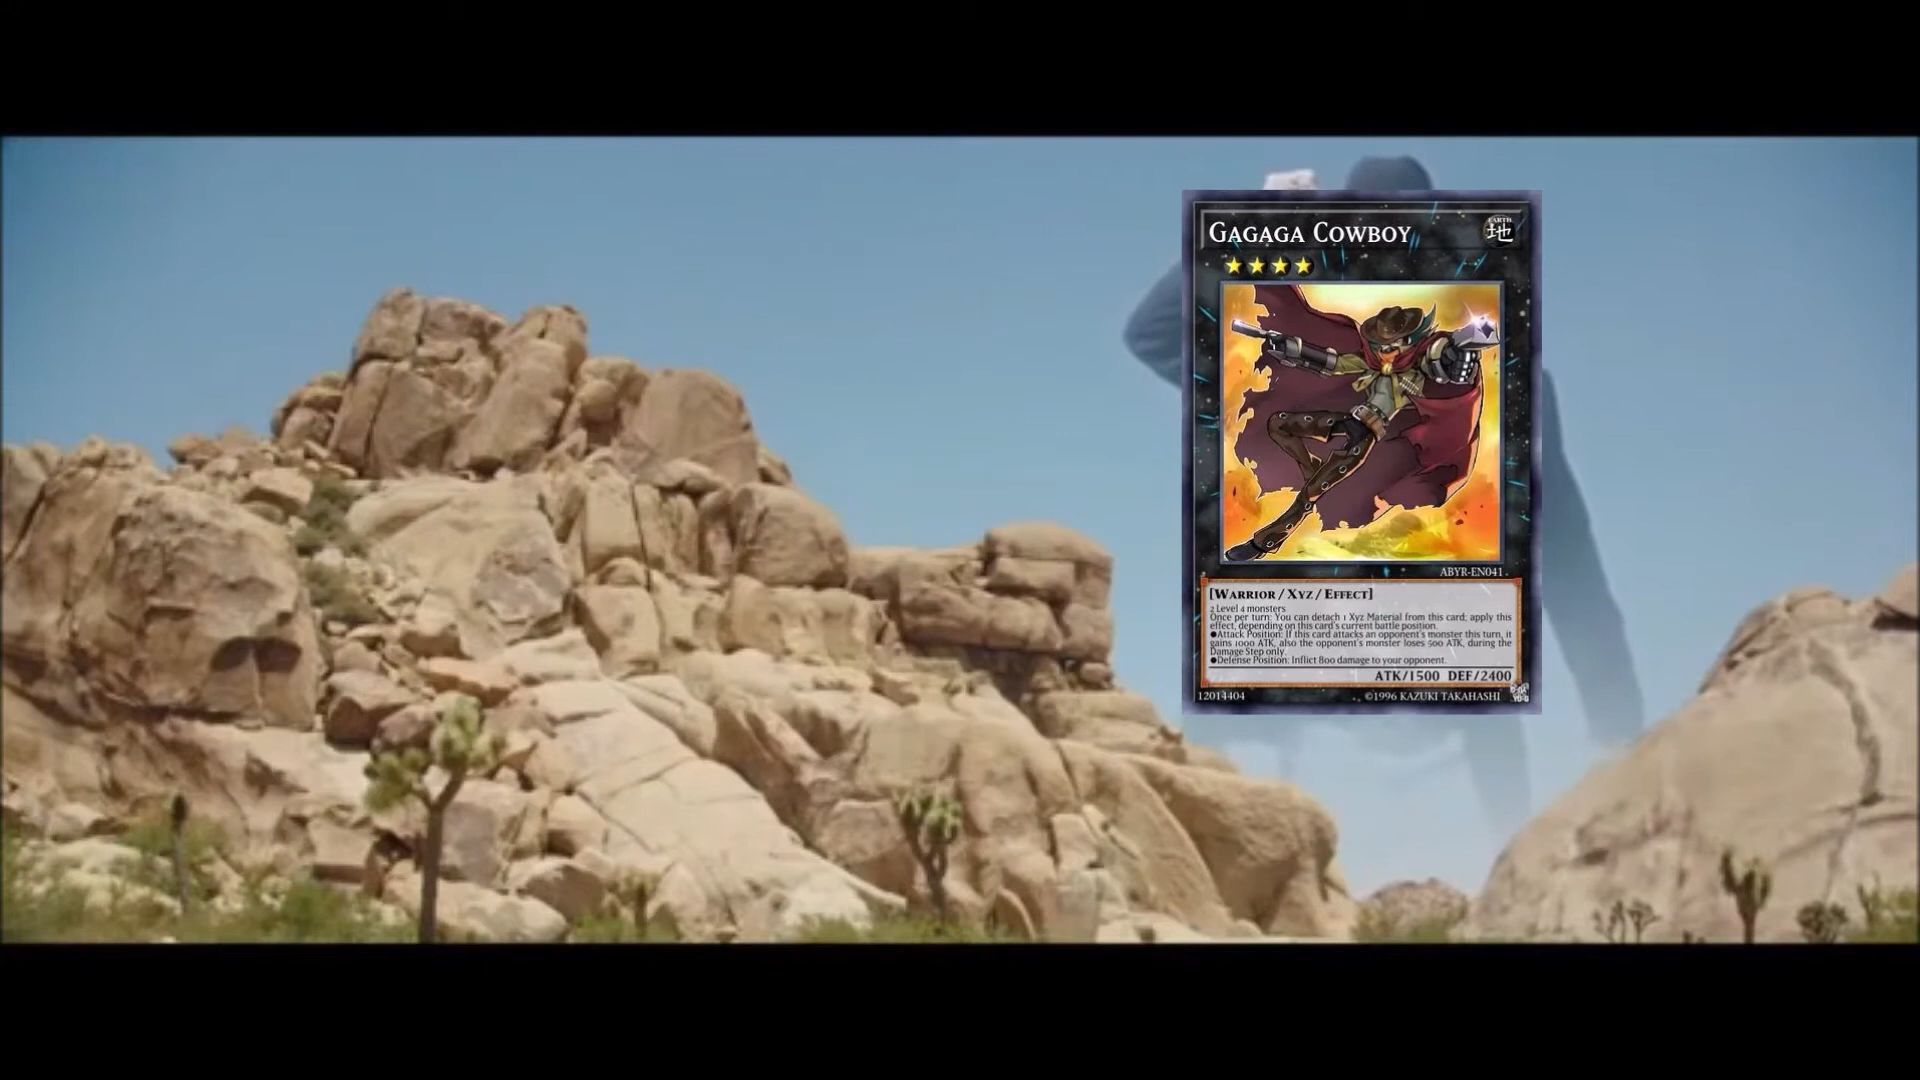 GAGAGA COWBOY
EARTH
地
ABYR-EN041
[WARRIOR/XYZ/EFFECT]
2 Level 4 monsters
Once per turn: You can detach 1 Xyz Material from this card; apply this
effect, depending on this card's current battle position.
●Attack Position: If this card attacks an opponent's monster this turn, it
gains 1000 ATK, also the opponent's monster loses 500 ATK, during the
Damage Step only.
●Defense Position: Inflict 800 damage to your opponent.
ATK/1500 DEF/2400
12014404
©1996 KAZUKI TAKAHASHI